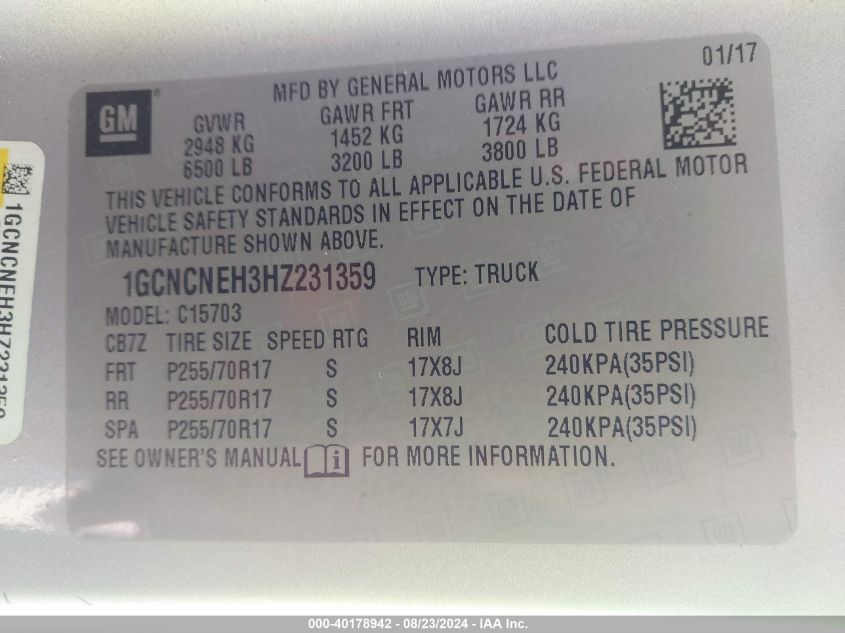 01/17
MFD BY GENERAL MOTORS LLC
GM
GVWR GAWR FRT GAWR RR
2948 KG 1452 KG 1724 KG
6500 LB 3200 LB 3800 LB
THIS VEHICLE CONFORMS TO ALL APPLICABLE U.S. FEDERAL MOTOR
VEHICLE SAFETY STANDARDS IN EFFECT ON THE DATE OF
MANUFACTURE SHOWN ABOVE.
1GCNCNEH3HZ231359 TYPE: TRUCK
MODEL: C15703
CB7Z TIRE SIZE SPEED RTG RIM COLD TIRE PRESSURE
FRT P255/70R17 S 17X8J 240KPA(35PSI)
RR P255/70R17 S 17X8J 240KPA(35PSI)
SPA P255/70R17 S 17X7J 240KPA(35PSI)
SEE OWNER'S MANUAL i FOR MORE INFORMATION.
1GCNCNEH3HZ231359
000-40178942 - 08/23/2024 - IAA Inc.